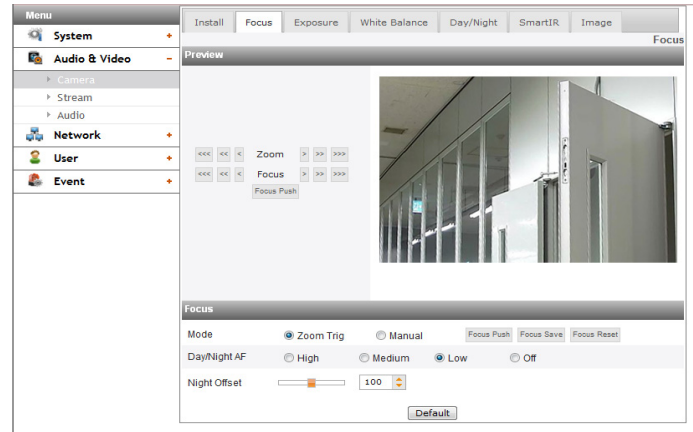 Menu
System +
Audio & Video -
Camera
Stream
Audio
Network +
User +
Event +
Install Focus Exposure White Balance Day/Night SmartIR Image
Focus
Preview
<<< << < Zoom > >> >>>
<<< << < Focus > >> >>>
Focus Push
Focus
Mode Zoom Trig Manual Focus Push Focus Save Focus Reset
Day/Night AF High Medium Low Off
Night Offset 100
Default